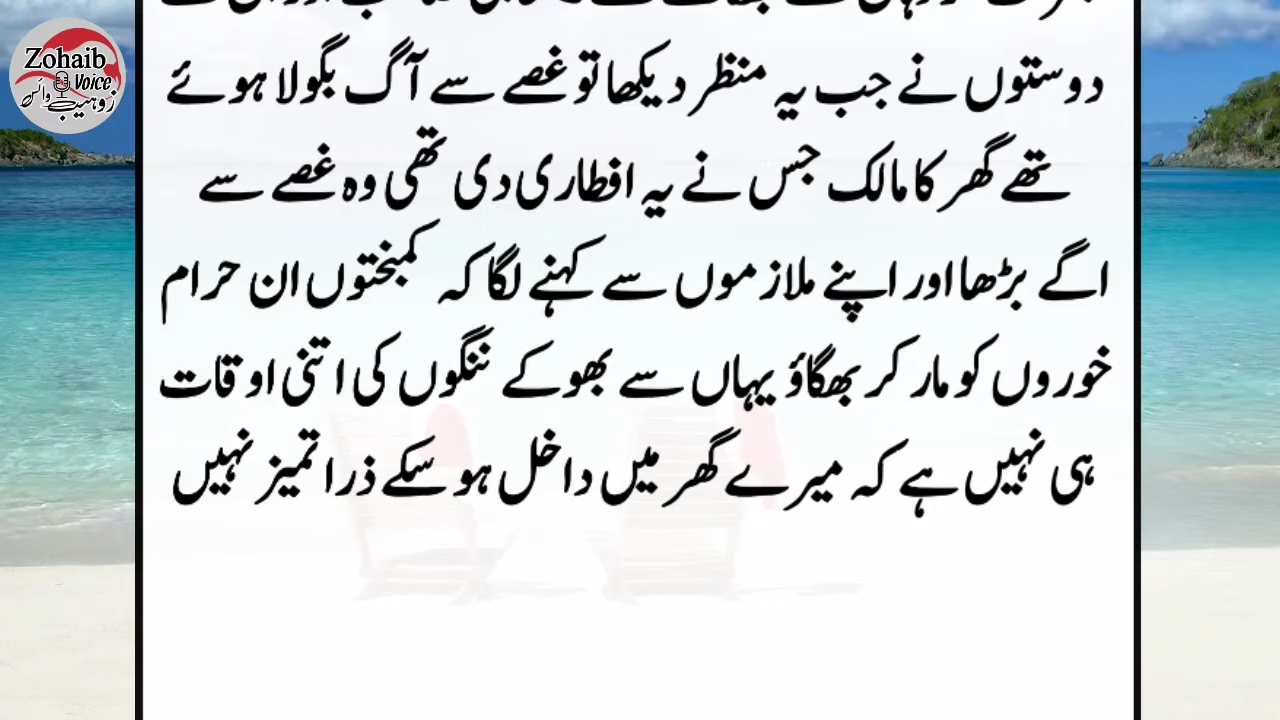 Zohaib
Voice
زوہیب وائس
دوستوں نے جب یہ منظر دیکھا تو غصے سے آگ بگولا ہوئے
تھے گھر کا مالک جس نے یہ افطاری دی تھی وہ غصے سے
اگے بڑھا اور اپنے ملازموں سے کہنے لگا کہ کمبختوں ان حرام
خوروں کو مار کر بھگاؤ یہاں سے بھوکے ننگوں کی اتنی اوقات
ہی نہیں ہے کہ میرے گھر میں داخل ہو سکے ذرا تمیز نہیں